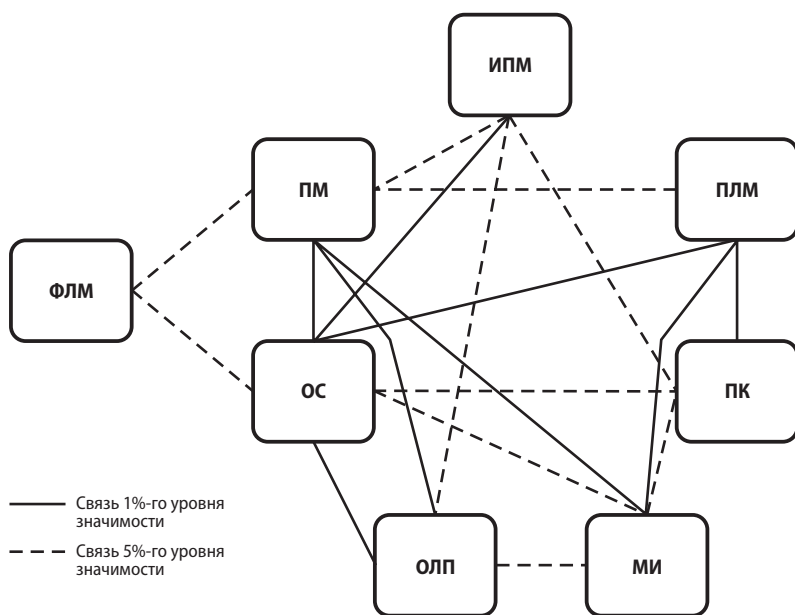 ИПМ
ПМ
ПЛМ
ФЛМ
ОС
ПК
Связь 1%-го уровня
значимости
Связь 5%-го уровня
значимости
ОЛП
МИ